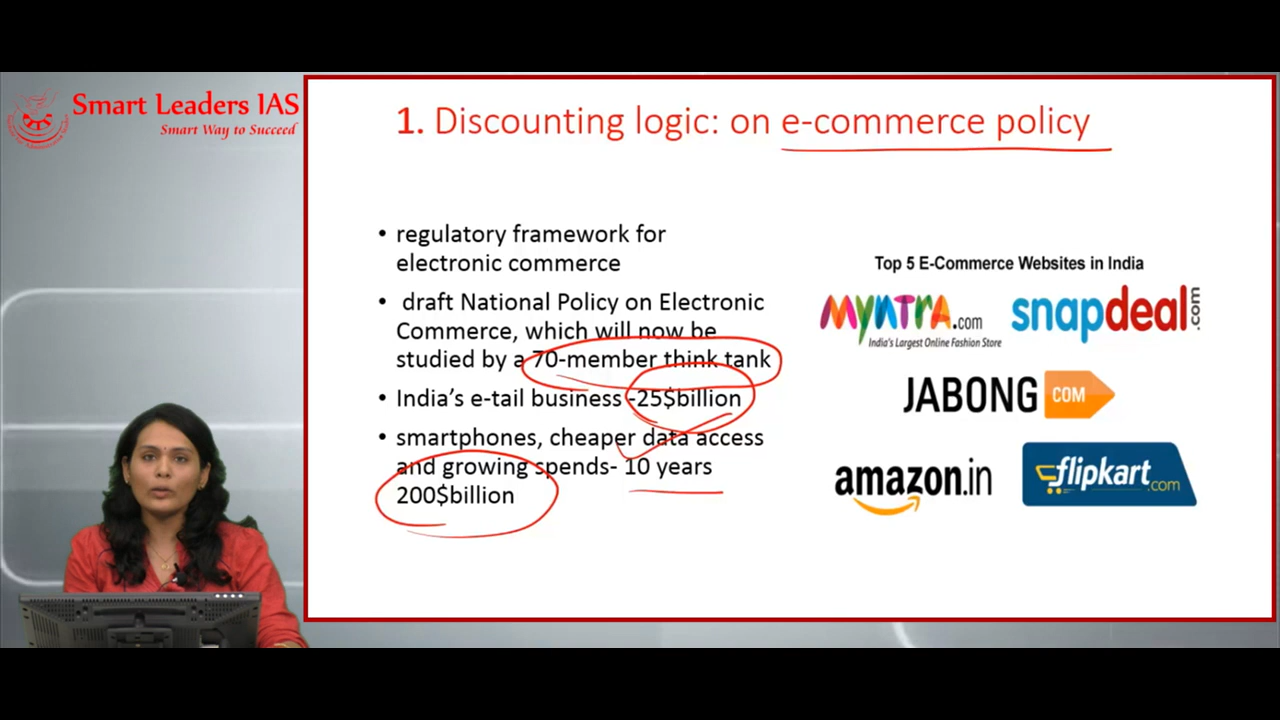 Smart Leaders IAS
Smart Way to Succeed
1. Discounting logic: on e-commerce policy
• regulatory framework for
electronic commerce
• draft National Policy on Electronic
Commerce, which will now be
studied by a 70-member think tank
• India's e-tail business -25$billion
• smartphones, cheaper data access
and growing spends- 10 years
200$billion
Top 5 E-Commerce Websites in India
Myntra.com
India's Largest Online Fashion Store
snapdeal.com
JABONG COM
amazon.in
flipkart.com